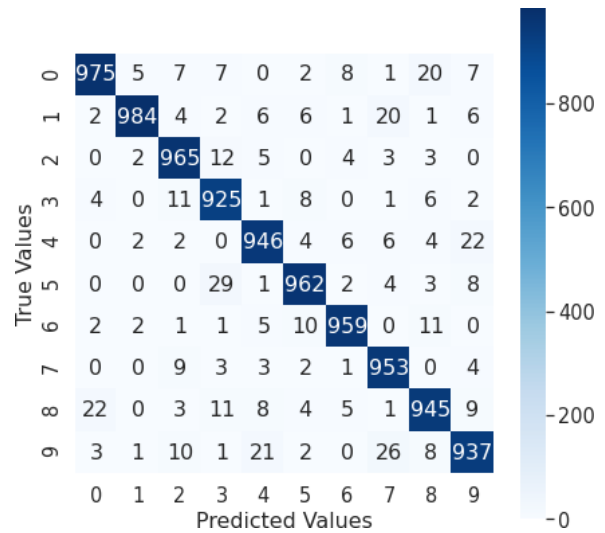 0 975 5 7 7 0 2 8 1 20 7
1 2 984 4 2 6 6 1 20 1 6
2 0 2 965 12 5 0 4 3 3 0
3 4 0 11 925 1 8 0 1 6 2
4 0 2 2 0 946 4 6 6 4 22
5 0 0 0 29 1 962 2 4 3 8
6 2 2 1 1 5 10 959 0 11 0
7 0 0 9 3 3 2 1 953 0 4
8 22 0 3 11 8 4 5 1 945 9
9 3 1 10 1 21 2 0 26 8 937
0 1 2 3 4 5 6 7 8 9
True Values
Predicted Values
800
600
400
200
0